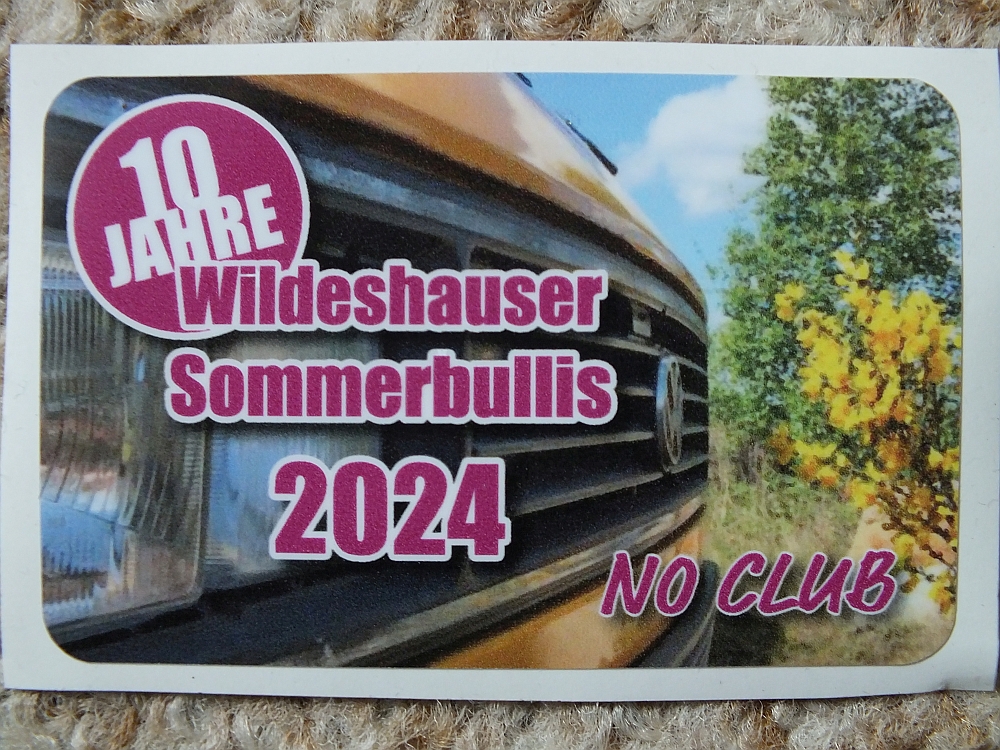 10
JAHRE
Wildeshauser
Sommerbullis
2024
NO CLUB